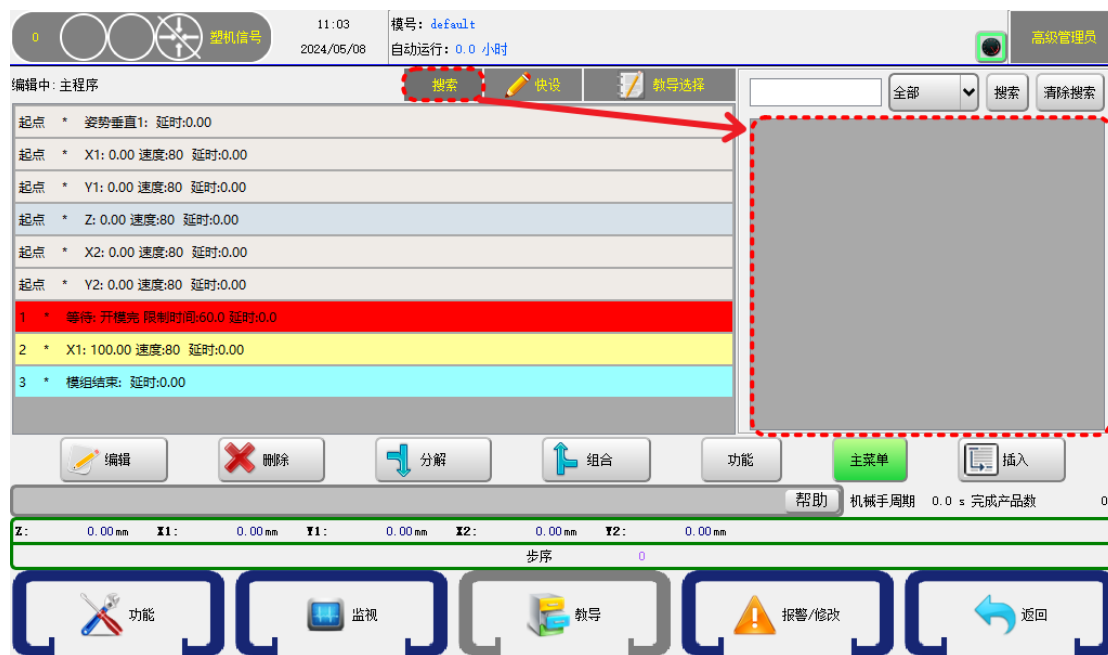 0 塑机信号 11:03 模号: default 高级管理员
2024/05/08 自动运行: 0.0 小时
编辑中: 主程序 搜索 快设 教导选择 全部 搜索 清除搜索
起点 * 姿势垂直1: 延时:0.00
起点 * X1: 0.00 速度:80 延时:0.00
起点 * Y1: 0.00 速度:80 延时:0.00
起点 * Z: 0.00 速度:80 延时:0.00
起点 * X2: 0.00 速度:80 延时:0.00
起点 * Y2: 0.00 速度:80 延时:0.00
1 * 等待: 开模完 限制时间:60.0 延时:0.0
2 * X1: 100.00 速度:80 延时:0.00
3 * 模组结束: 延时:0.00
编辑 删除 分解 组合 功能 主菜单 插入
帮助 机械手周期 0.0 s 完成产品数 0
Z: 0.00 mm X1: 0.00 mm Y1: 0.00 mm X2: 0.00 mm Y2: 0.00 mm
步序 0
功能 监视 教导 报警/修改 返回